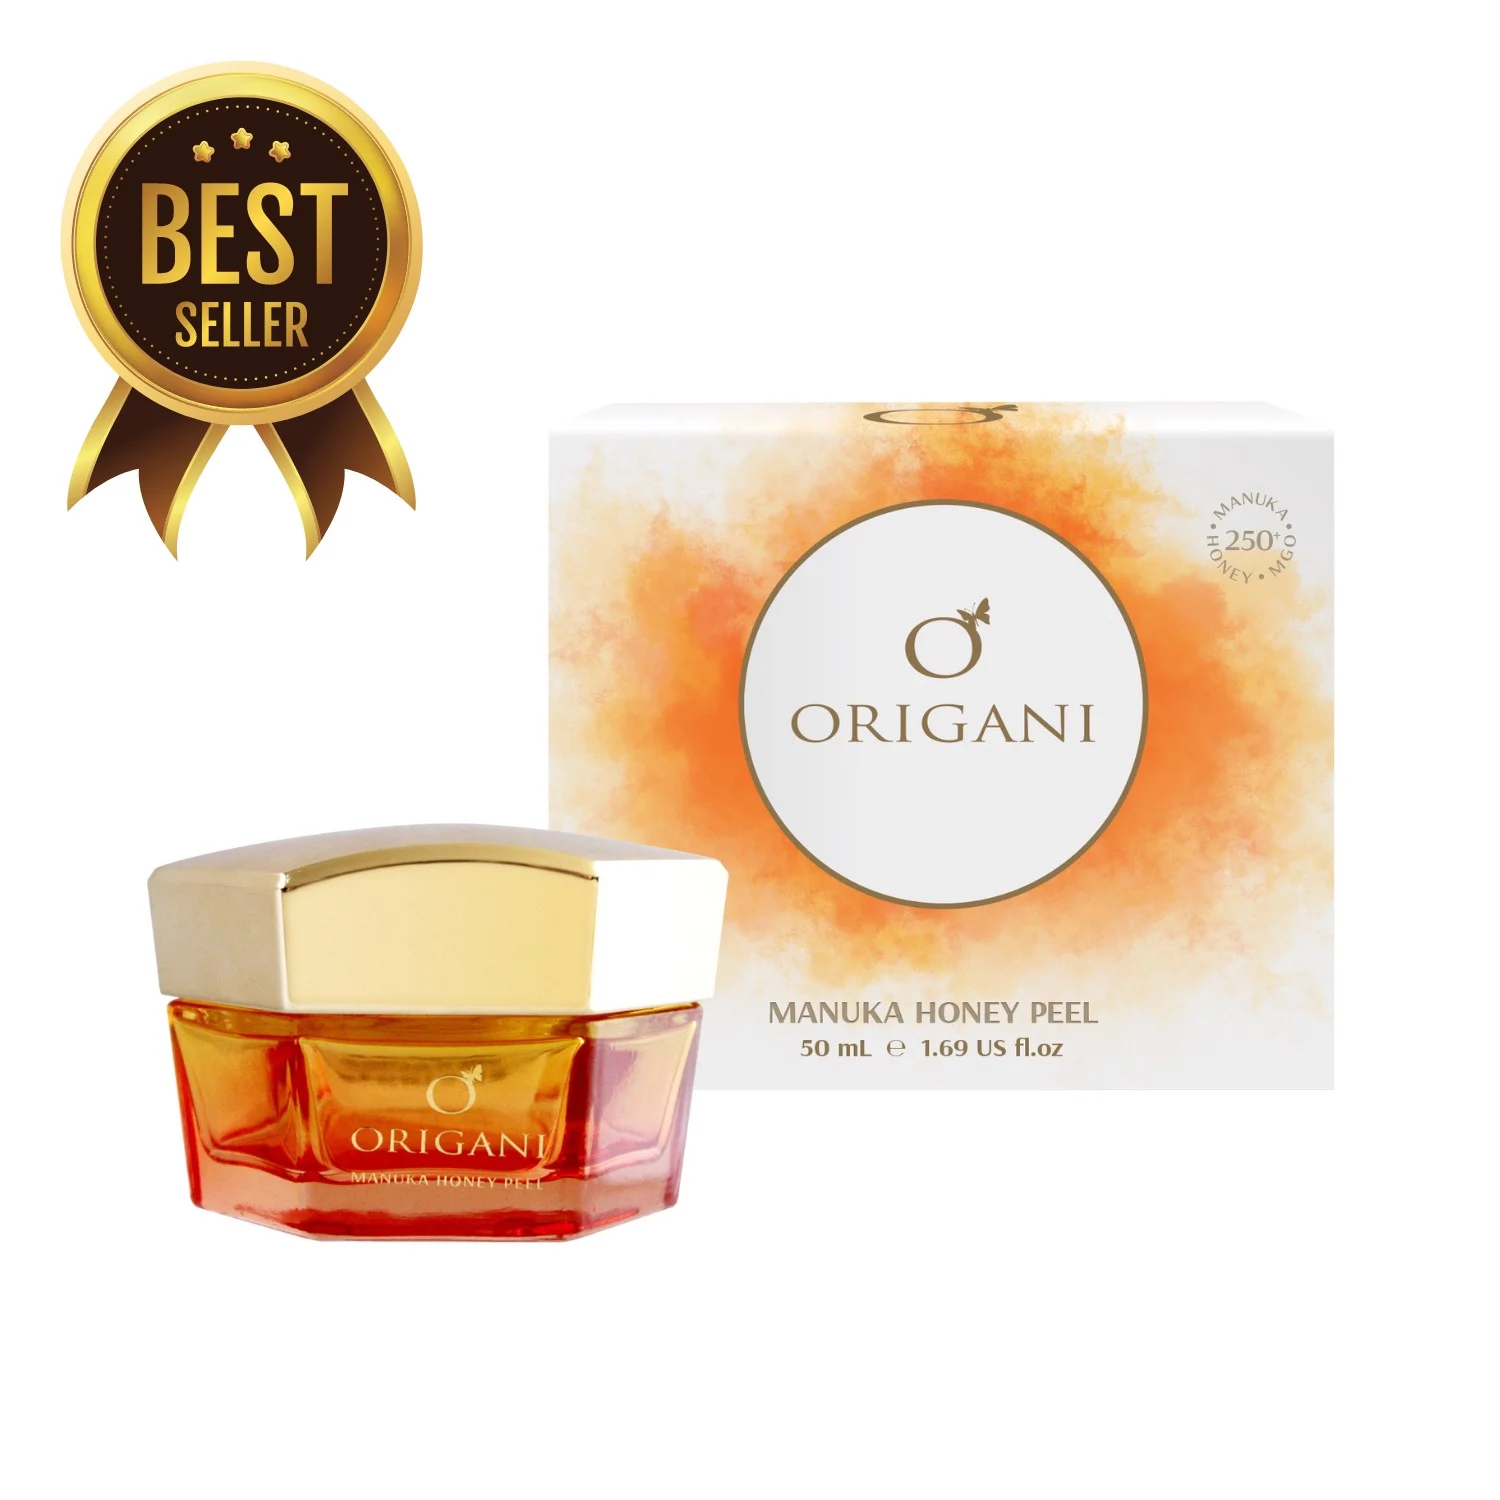 BEST
SELLER
ORIGANI
MANUKA HONEY 250+ MGO
MANUKA HONEY PEEL
50 mL ℮ 1.69 US fl.oz
ORIGANI
MANUKA HONEY PEEL